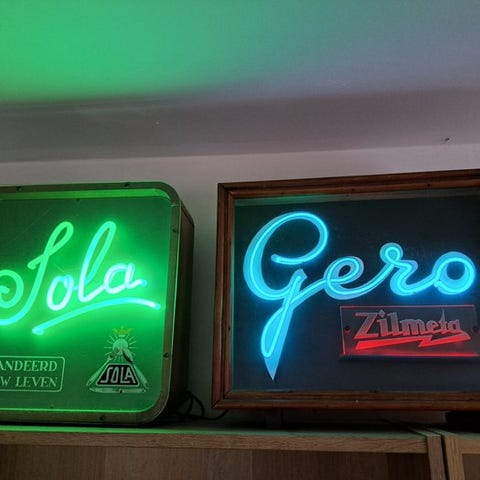 Sola
ANDEERD
W LEVEN
SOLA
Gero
Zilmeta